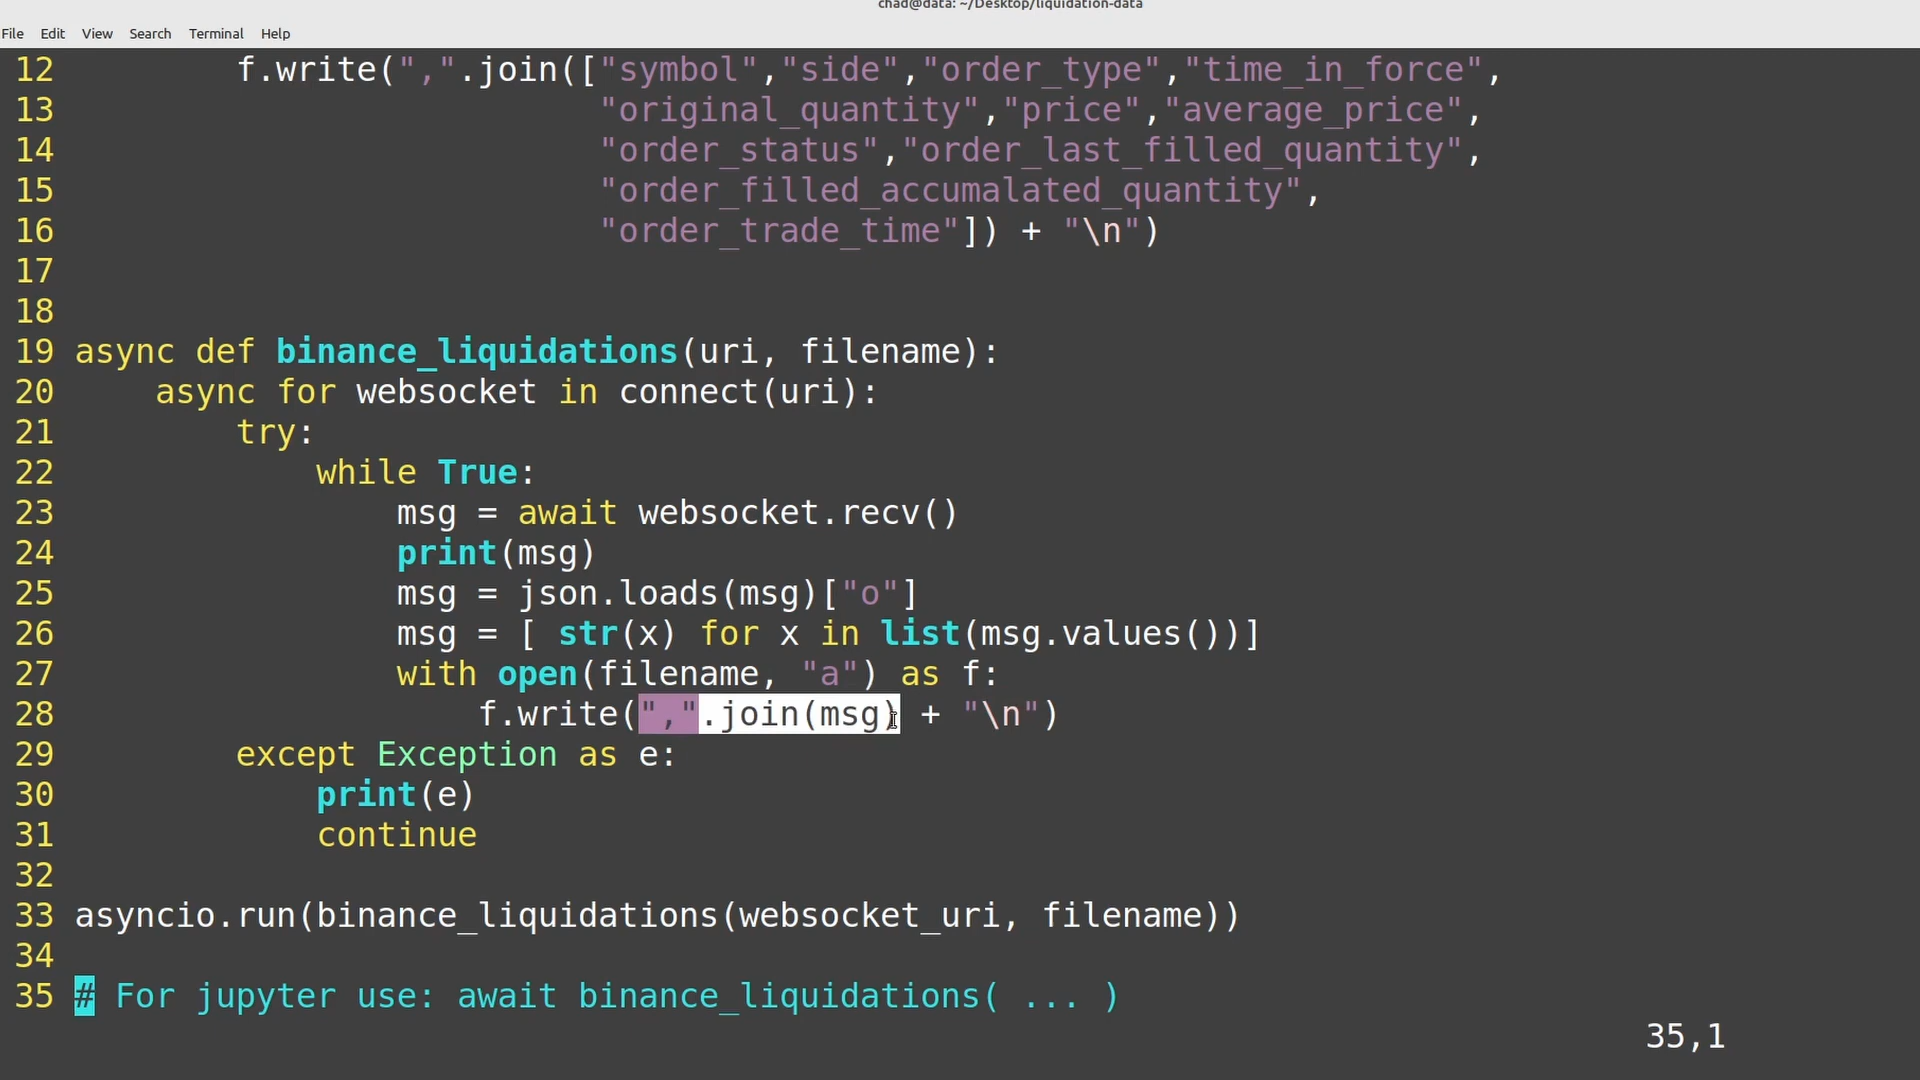 chad@data: ~/Desktop/liquidation-data
File Edit View Search Terminal Help
12         f.write(",".join(["symbol","side","order_type","time_in_force",
13                           "original_quantity","price","average_price",
14                           "order_status","order_last_filled_quantity",
15                           "order_filled_accumalated_quantity",
16                           "order_trade_time"]) + "\n")
17
18
19 async def binance_liquidations(uri, filename):
20     async for websocket in connect(uri):
21         try:
22             while True:
23                 msg = await websocket.recv()
24                 print(msg)
25                 msg = json.loads(msg)["o"]
26                 msg = [ str(x) for x in list(msg.values())]
27                 with open(filename, "a") as f:
28                     f.write(",".join(msg) + "\n")
29         except Exception as e:
30             print(e)
31             continue
32
33 asyncio.run(binance_liquidations(websocket_uri, filename))
34
35 # For jupyter use: await binance_liquidations( ... )
35,1